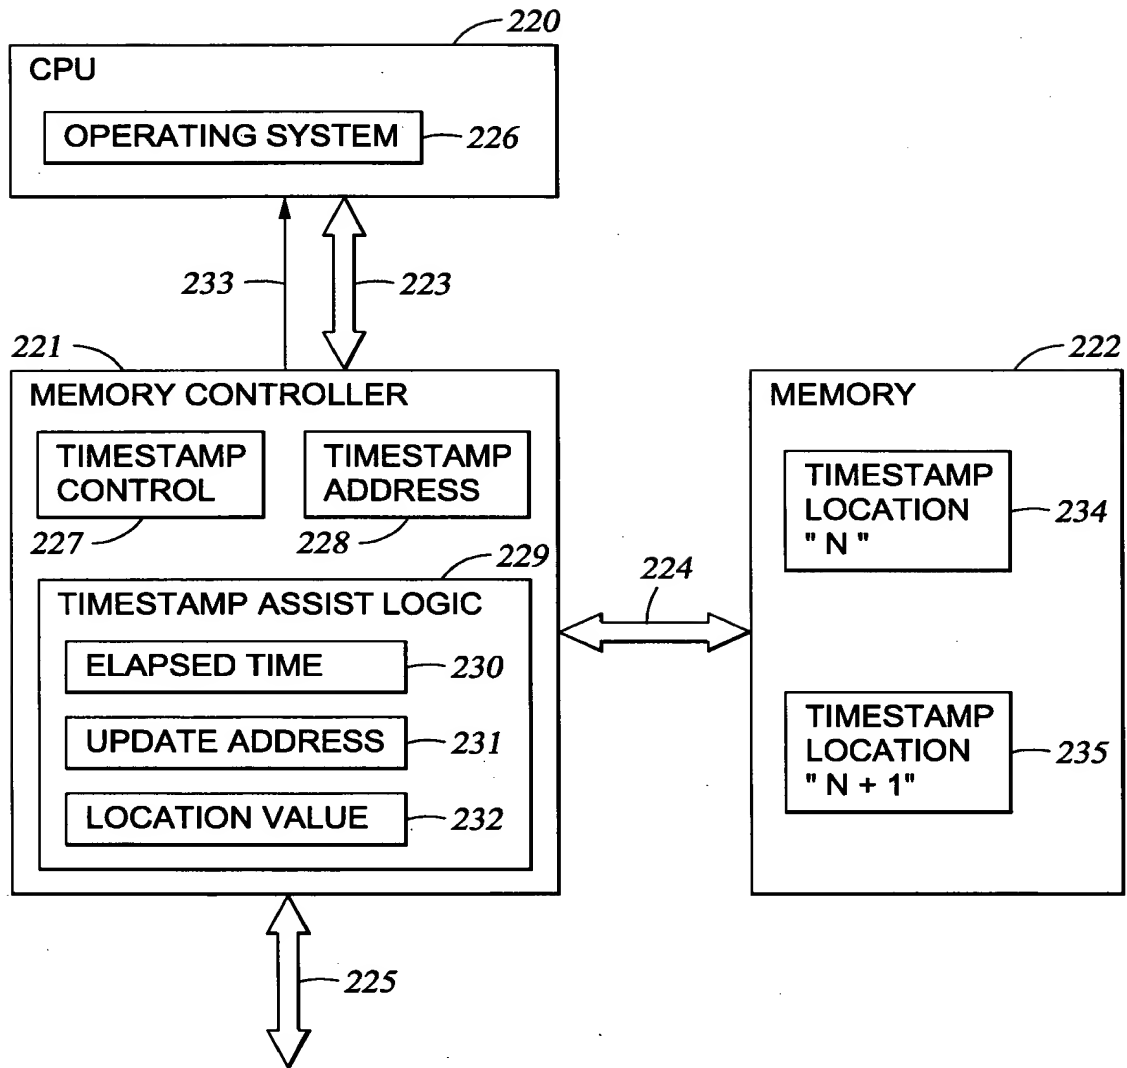 220
CPU
OPERATING SYSTEM
226
233
223
221
MEMORY CONTROLLER
TIMESTAMP
CONTROL
227
TIMESTAMP
ADDRESS
228
229
TIMESTAMP ASSIST LOGIC
ELAPSED TIME
230
UPDATE ADDRESS
231
LOCATION VALUE
232
224
222
MEMORY
TIMESTAMP
LOCATION
" N "
234
TIMESTAMP
LOCATION
" N + 1"
235
225